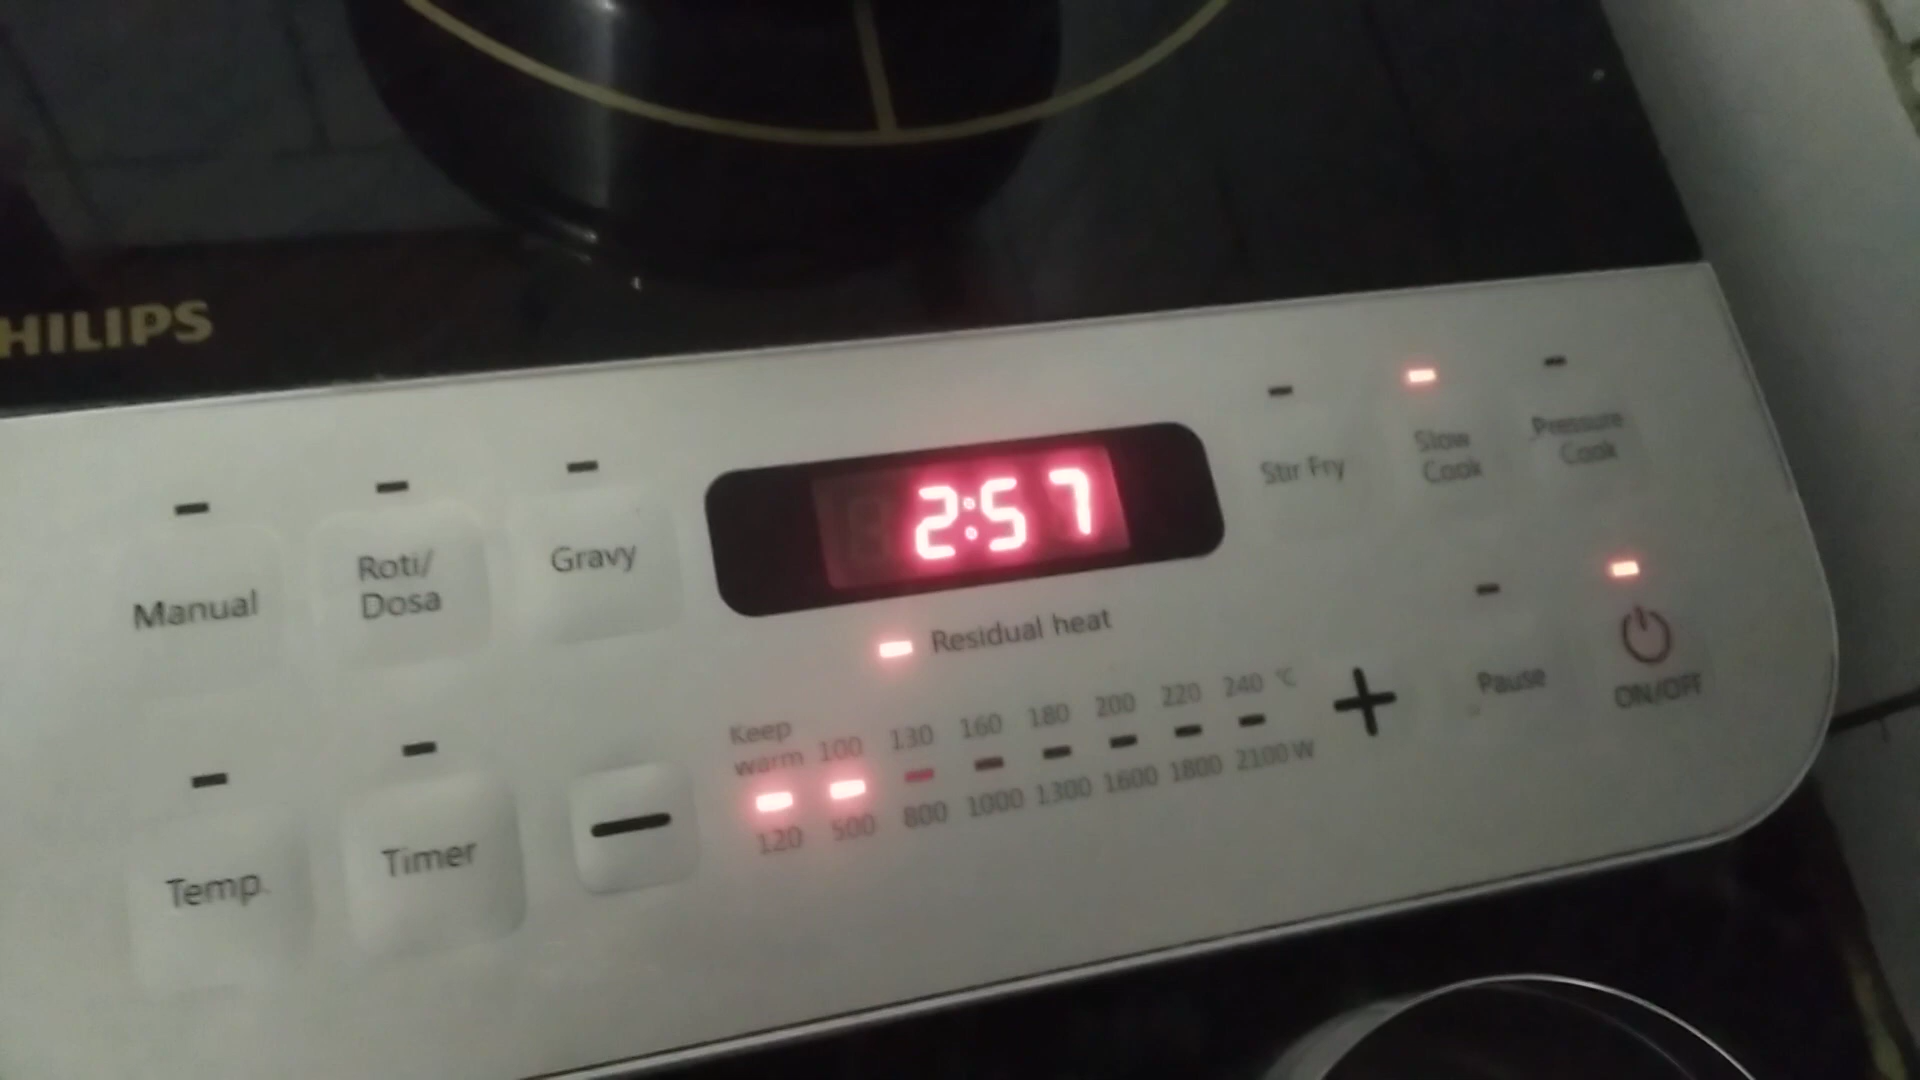 HILIPS
Manual
Roti/
Dosa
Gravy
2:57
Stir Fry
Slow
Cook
Pressure
Cook
Residual heat
Keep
warm 100 130 160 180 200 220 240 °C
120 500 800 1000 1300 1600 1800 2100 W
+
Pause
ON/OFF
Temp.
Timer
—